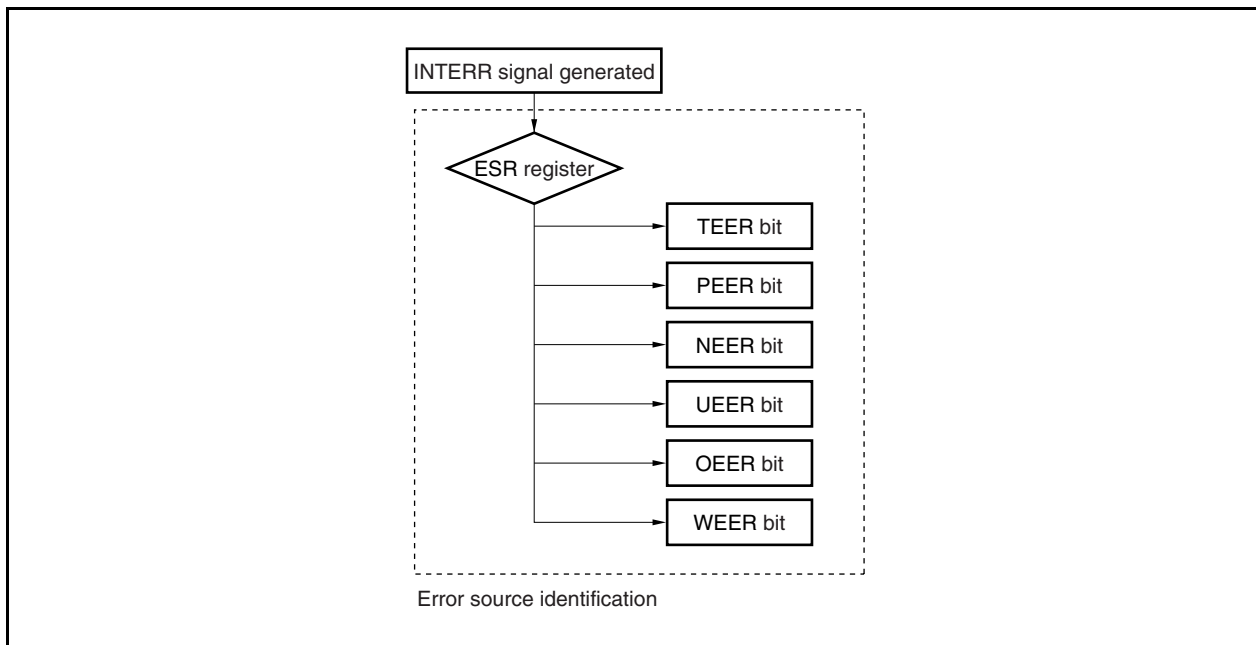 INTERR signal generated
ESR register
TEER bit
PEER bit
NEER bit
UEER bit
OEER bit
WEER bit
Error source identification